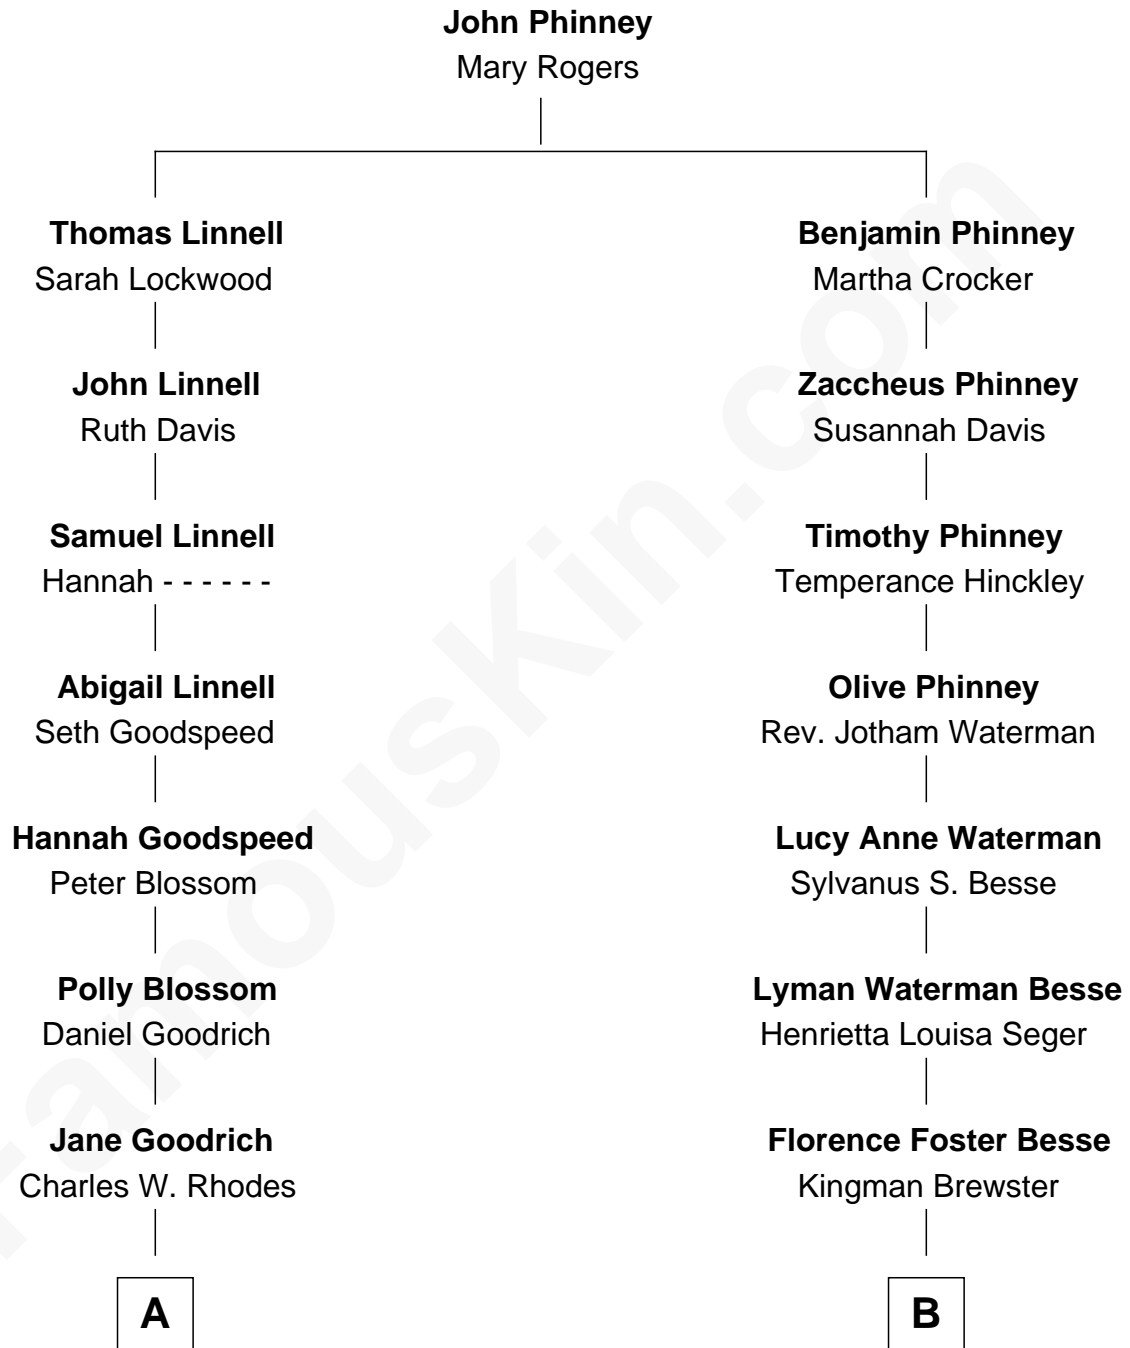 John Phinney
Mary Rogers
Thomas Linnell
Sarah Lockwood
Benjamin Phinney
Martha Crocker
John Linnell
Ruth Davis
Zaccheus Phinney
Susannah Davis
Samuel Linnell
Hannah - - - - - -
Timothy Phinney
Temperance Hinckley
Abigail Linnell
Seth Goodspeed
Olive Phinney
Rev. Jotham Waterman
Hannah Goodspeed
Peter Blossom
Lucy Anne Waterman
Sylvanus S. Besse
Polly Blossom
Daniel Goodrich
Lyman Waterman Besse
Henrietta Louisa Seger
Jane Goodrich
Charles W. Rhodes
Florence Foster Besse
Kingman Brewster
A
B
FamousKin.com